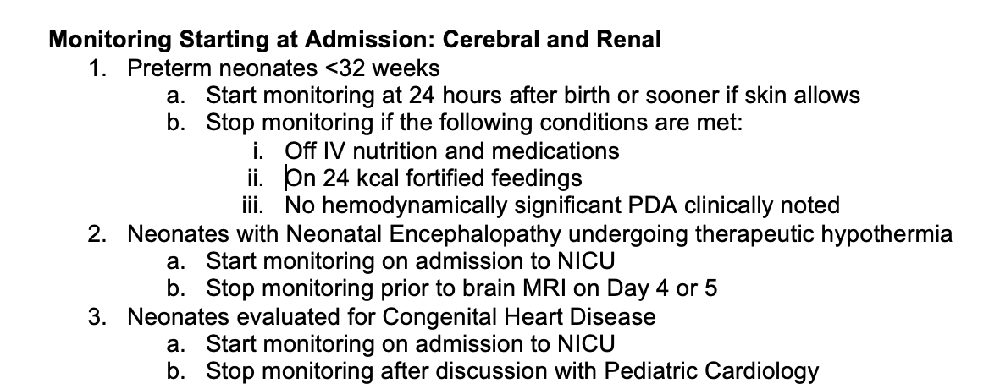 Monitoring Starting at Admission: Cerebral and Renal
1. Preterm neonates <32 weeks
a. Start monitoring at 24 hours after birth or sooner if skin allows
b. Stop monitoring if the following conditions are met:
i. Off IV nutrition and medications
ii. On 24 kcal fortified feedings
iii. No hemodynamically significant PDA clinically noted
2. Neonates with Neonatal Encephalopathy undergoing therapeutic hypothermia
a. Start monitoring on admission to NICU
b. Stop monitoring prior to brain MRI on Day 4 or 5
3. Neonates evaluated for Congenital Heart Disease
a. Start monitoring on admission to NICU
b. Stop monitoring after discussion with Pediatric Cardiology